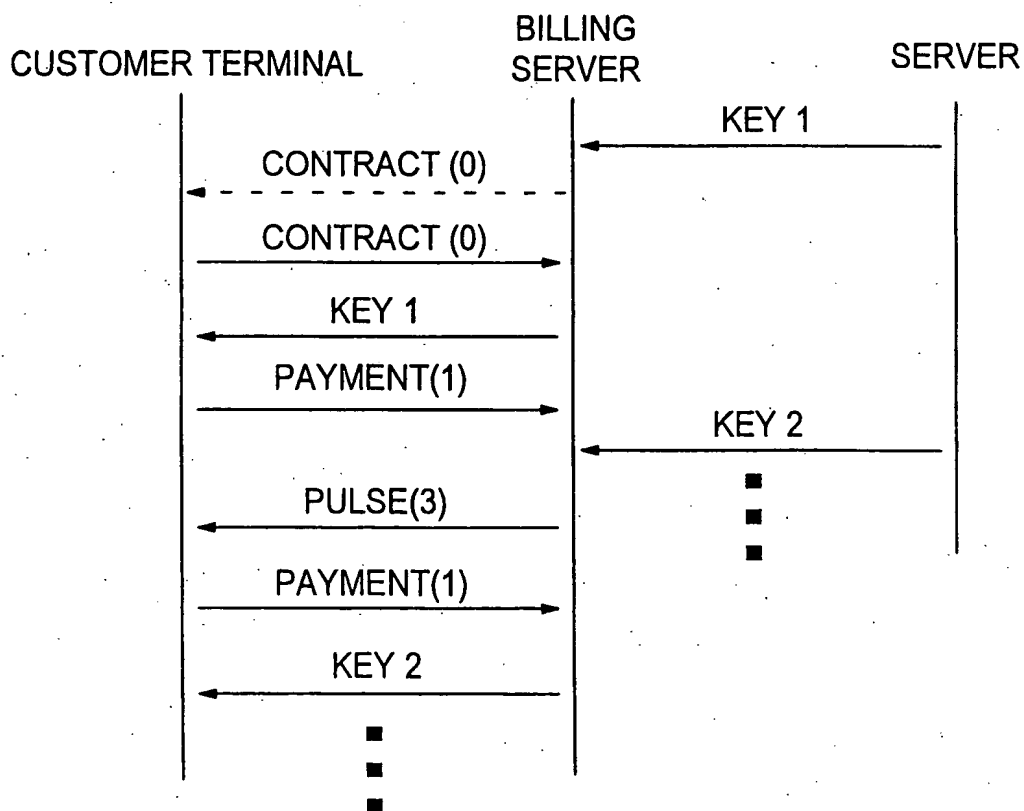 CUSTOMER TERMINAL
BILLING
SERVER
SERVER
KEY 1
CONTRACT (0)
CONTRACT (0)
KEY 1
PAYMENT(1)
KEY 2
PULSE(3)
PAYMENT(1)
KEY 2